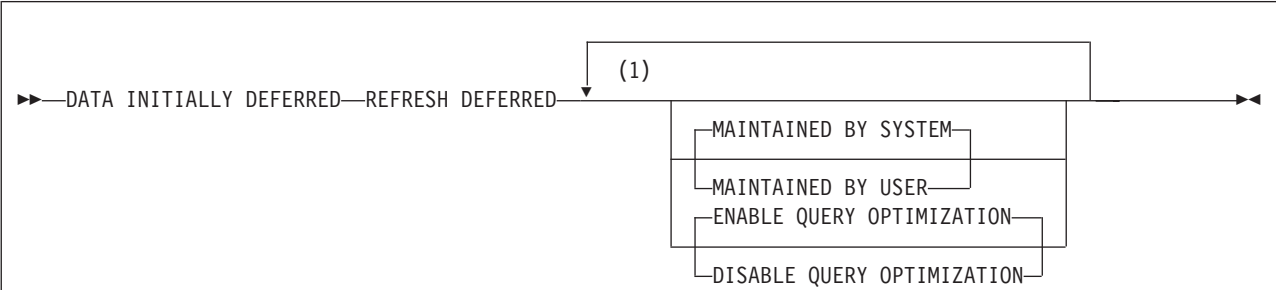 (1)
DATA INITIALLY DEFERRED REFRESH DEFERRED
MAINTAINED BY SYSTEM
MAINTAINED BY USER
ENABLE QUERY OPTIMIZATION
DISABLE QUERY OPTIMIZATION